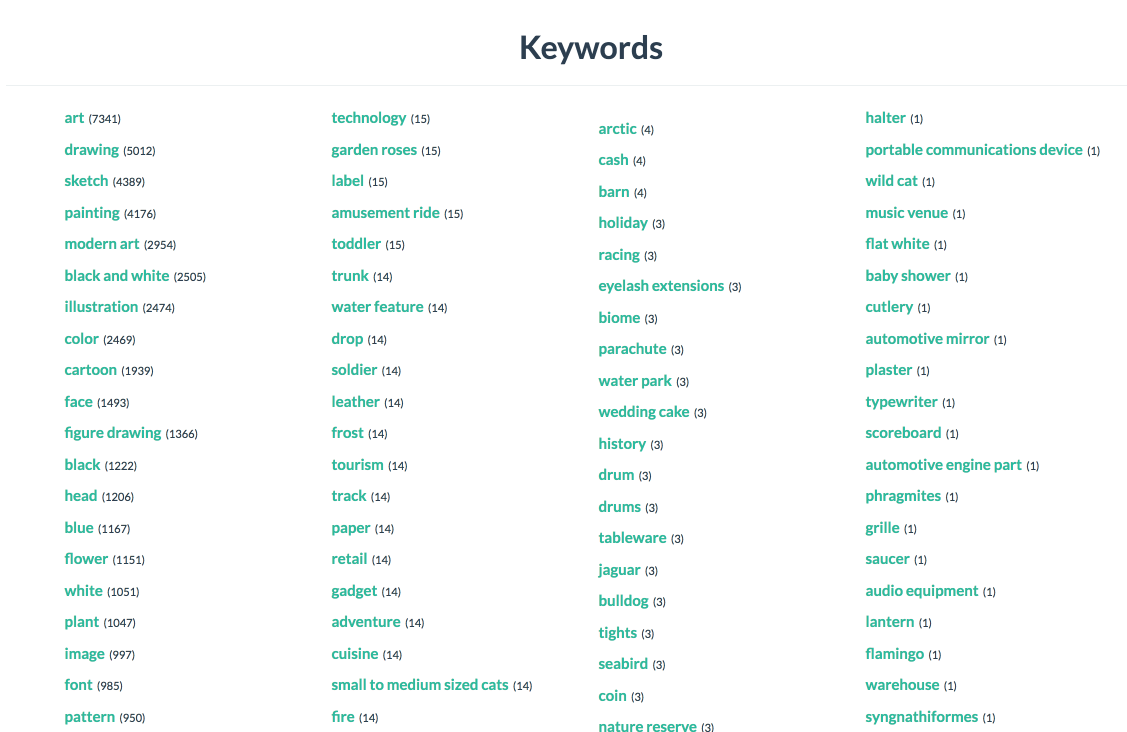 Keywords
art (7341)
drawing (5012)
sketch (4389)
painting (4176)
modern art (2954)
black and white (2505)
illustration (2474)
color (2469)
cartoon (1939)
face (1493)
figure drawing (1366)
black (1222)
head (1206)
blue (1167)
flower (1151)
white (1051)
plant (1047)
image (997)
font (985)
pattern (950)
technology (15)
garden roses (15)
label (15)
amusement ride (15)
toddler (15)
trunk (14)
water feature (14)
drop (14)
soldier (14)
leather (14)
frost (14)
tourism (14)
track (14)
paper (14)
retail (14)
gadget (14)
adventure (14)
cuisine (14)
small to medium sized cats (14)
fire (14)
arctic (4)
cash (4)
barn (4)
holiday (3)
racing (3)
eyelash extensions (3)
biome (3)
parachute (3)
water park (3)
wedding cake (3)
history (3)
drum (3)
drums (3)
tableware (3)
jaguar (3)
bulldog (3)
tights (3)
seabird (3)
coin (3)
nature reserve (3)
halter (1)
portable communications device (1)
wild cat (1)
music venue (1)
flat white (1)
baby shower (1)
cutlery (1)
automotive mirror (1)
plaster (1)
typewriter (1)
scoreboard (1)
automotive engine part (1)
phragmites (1)
grille (1)
saucer (1)
audio equipment (1)
lantern (1)
flamingo (1)
warehouse (1)
syngnathiformes (1)